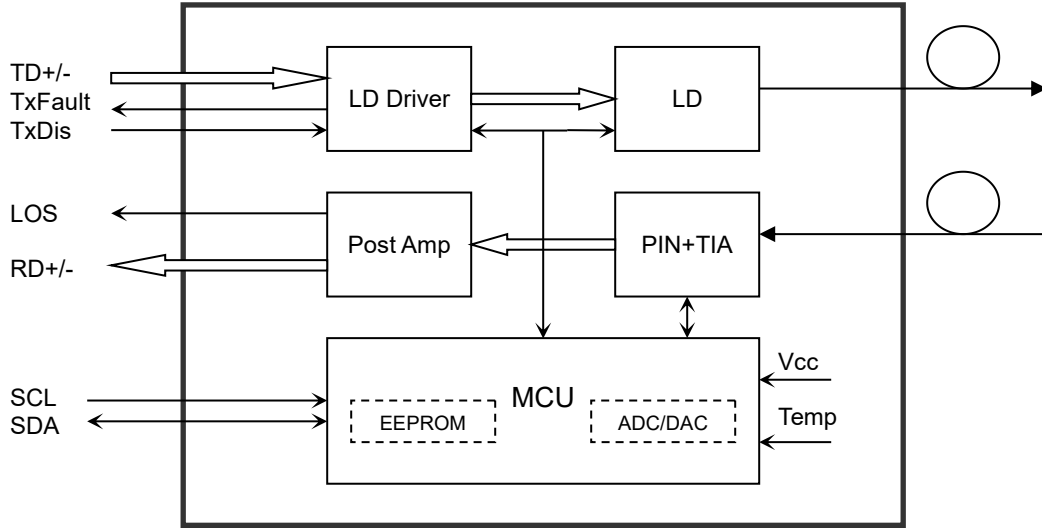 TD+/-
TxFault
TxDis
LD Driver
LD
LOS
RD+/-
Post Amp
PIN+TIA
SCL
SDA
MCU
EEPROM
ADC/DAC
Vcc
Temp